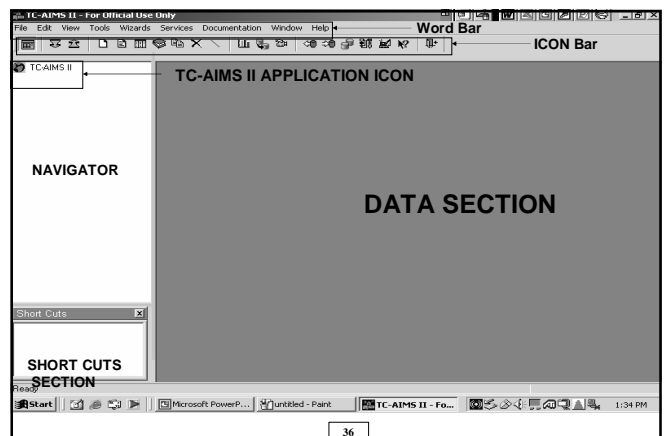 TC-AIMS II - For Official Use Only
File Edit View Tools Wizards Services Documentation Window Help
Word Bar
ICON Bar
TC-AIMS II
TC-AIMS II APPLICATION ICON
NAVIGATOR
DATA SECTION
Short Cuts
SHORT CUTS
SECTION
Ready
Start Microsoft PowerP... untitled - Paint TC-AIMS II - Fo... 1:34 PM
36